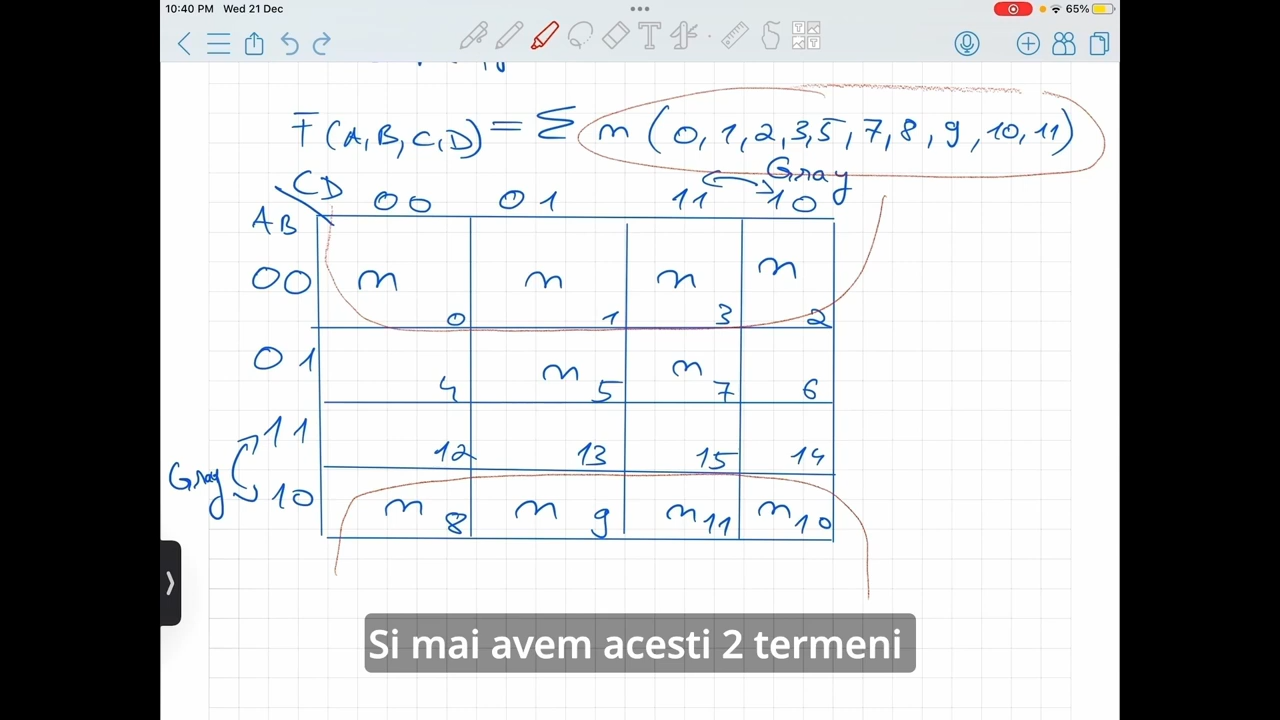 10:40 PM Wed 21 Dec
65%
F̄(A,B,C,D) = Σ m (0, 1, 2, 3, 5, 7, 8, 9, 10, 11)
Gray
CD 00 01 11 10
AB
00 m 0 m 1 m 3 m 2
01 4 m 5 m 7 6
11 12 13 15 14
Gray
10 m 8 m 9 m 11 m 10
Si mai avem acesti 2 termeni